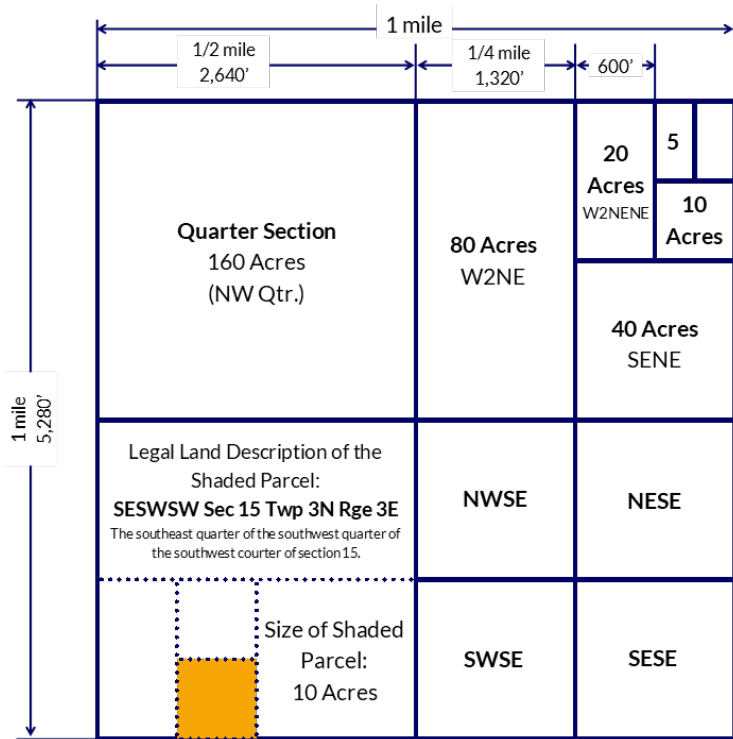 1 mile
1/2 mile
2,640’
1/4 mile
1,320’
600’
1 mile
5,280’
Quarter Section
160 Acres
(NW Qtr.)
80 Acres
W2NE
20
Acres
W2NENE
5
10
Acres
40 Acres
SENE
Legal Land Description of the
Shaded Parcel:
SESWSW Sec 15 Twp 3N Rge 3E
The southeast quarter of the southwest quarter of
the southwest courter of section 15.
NWSE
NESE
Size of Shaded
Parcel:
10 Acres
SWSE
SESE